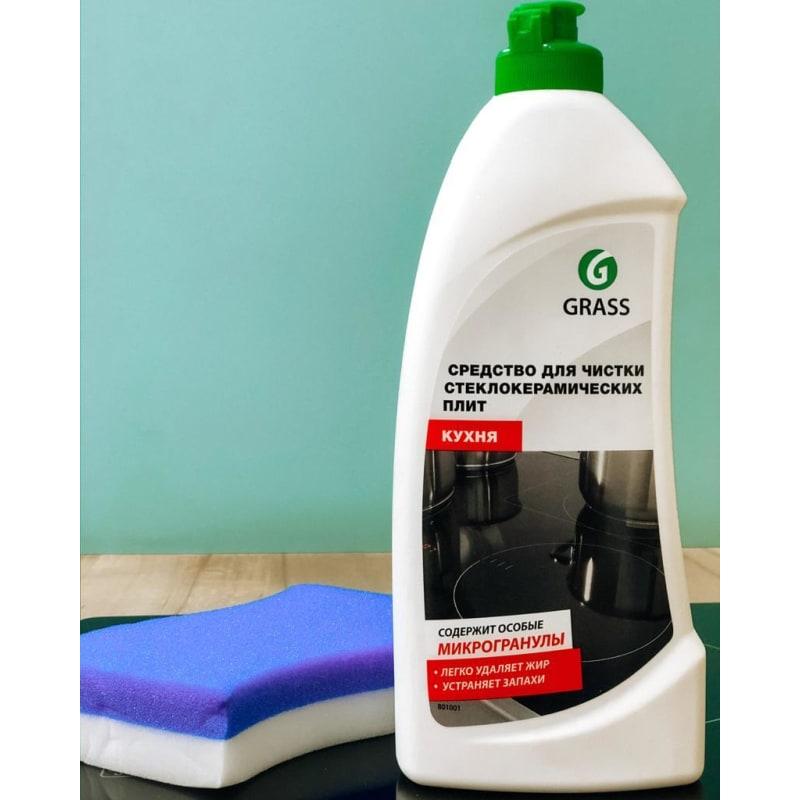 GRASS
СРЕДСТВО ДЛЯ ЧИСТКИ
СТЕКЛОКЕРАМИЧЕСКИХ
ПЛИТ
КУХНЯ
СОДЕРЖИТ ОСОБЫЕ
МИКРОГРАНУЛЫ
• ЛЕГКО УДАЛЯЕТ ЖИР
• УСТРАНЯЕТ ЗАПАХИ
801001